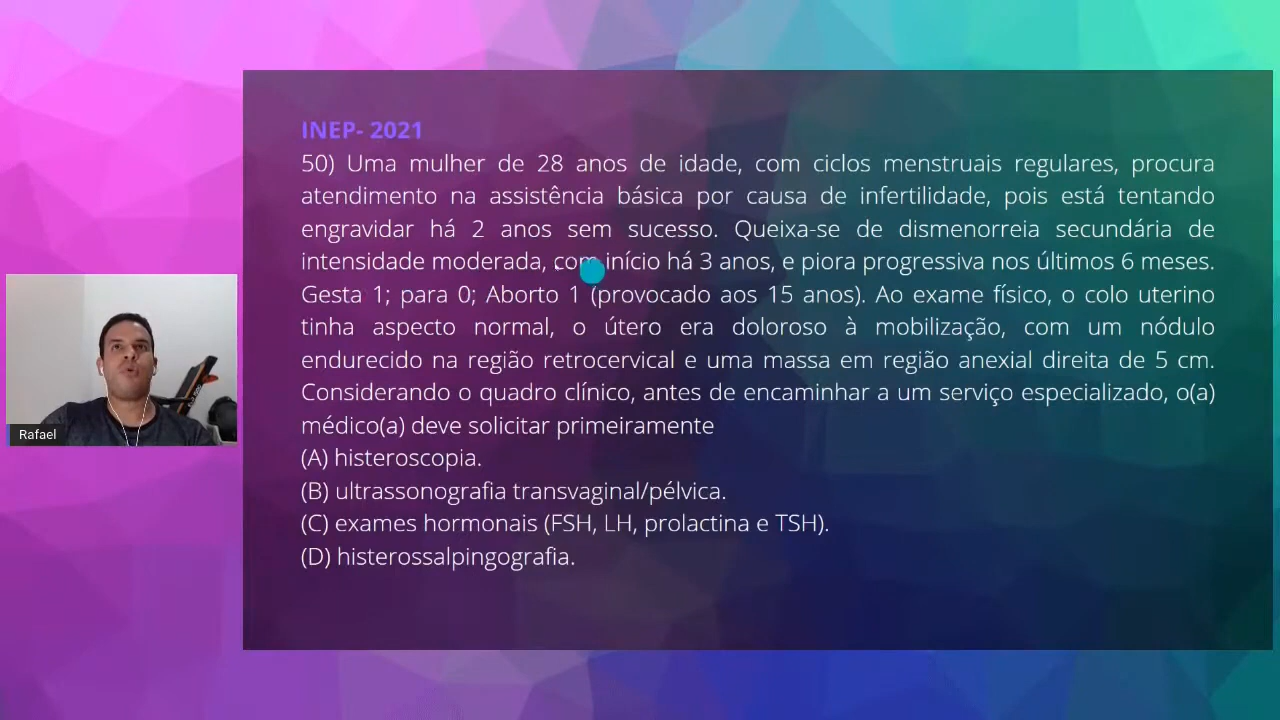 INEP- 2021
50) Uma mulher de 28 anos de idade, com ciclos menstruais regulares, procura
atendimento na assistência básica por causa de infertilidade, pois está tentando
engravidar há 2 anos sem sucesso. Queixa-se de dismenorreia secundária de
intensidade moderada, com início há 3 anos, e piora progressiva nos últimos 6 meses.
Gesta 1; para 0; Aborto 1 (provocado aos 15 anos). Ao exame físico, o colo uterino
tinha aspecto normal, o útero era doloroso à mobilização, com um nódulo
endurecido na região retrocervical e uma massa em região anexial direita de 5 cm.
Considerando o quadro clínico, antes de encaminhar a um serviço especializado, o(a)
médico(a) deve solicitar primeiramente
(A) histeroscopia.
(B) ultrassonografia transvaginal/pélvica.
(C) exames hormonais (FSH, LH, prolactina e TSH).
(D) histerossalpingografia.
Rafael